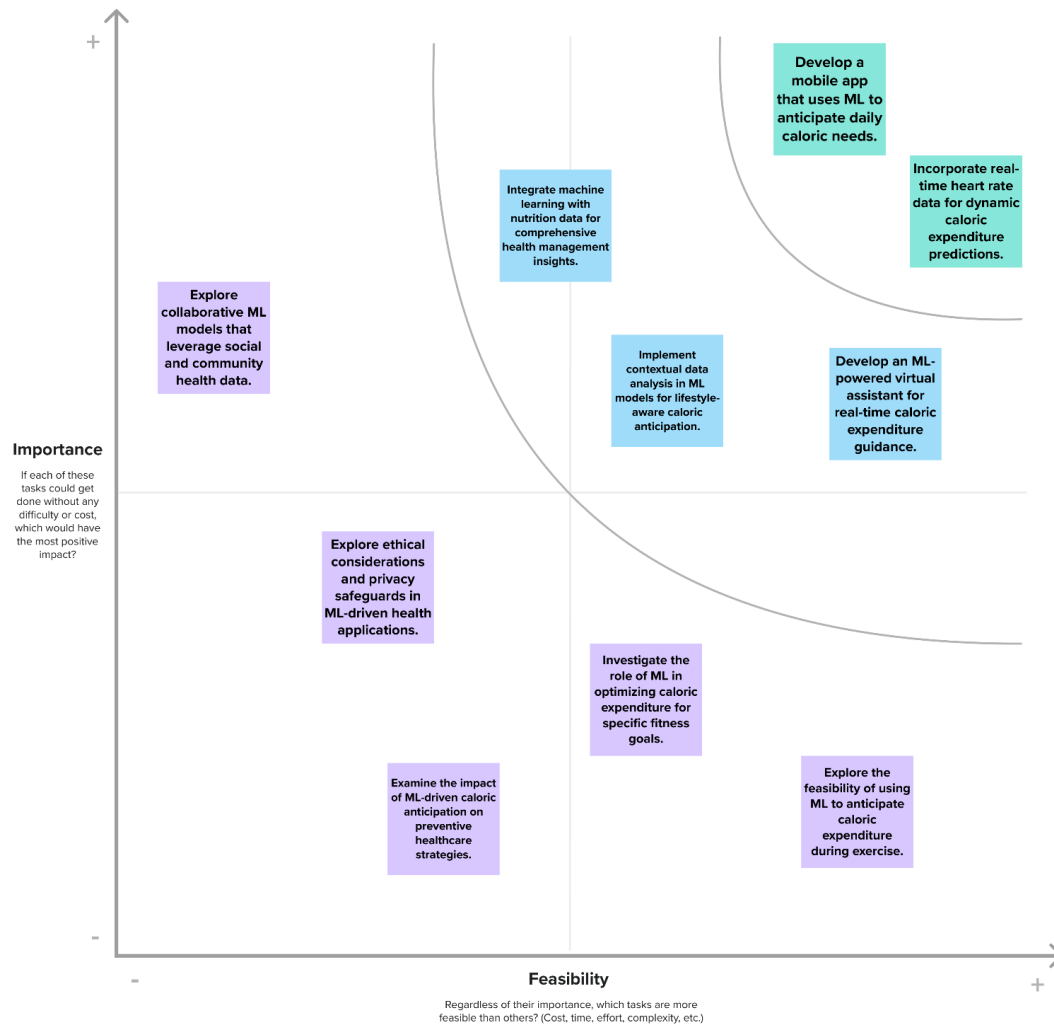 +
Develop a
mobile app
that uses ML to
anticipate daily
caloric needs.
Incorporate real-
time heart rate
data for dynamic
caloric
expenditure
predictions.
Integrate machine
learning with
nutrition data for
comprehensive
health management
insights.
Explore
collaborative ML
models that
leverage social
and community
health data.
Implement
contextual data
analysis in ML
models for lifestyle-
aware caloric
anticipation.
Develop an ML-
powered virtual
assistant for
real-time caloric
expenditure
guidance.
Importance
If each of these
tasks could get
done without any
difficulty or cost,
which would have
the most positive
impact?
Explore ethical
considerations
and privacy
safeguards in
ML-driven health
applications.
Investigate the
role of ML in
optimizing caloric
expenditure for
specific fitness
goals.
Examine the impact
of ML-driven caloric
anticipation on
preventive
healthcare
strategies.
Explore the
feasibility of using
ML to anticipate
caloric
expenditure
during exercise.
-
-
Feasibility
+
Regardless of their importance, which tasks are more
feasible than others? (Cost, time, effort, complexity, etc.)